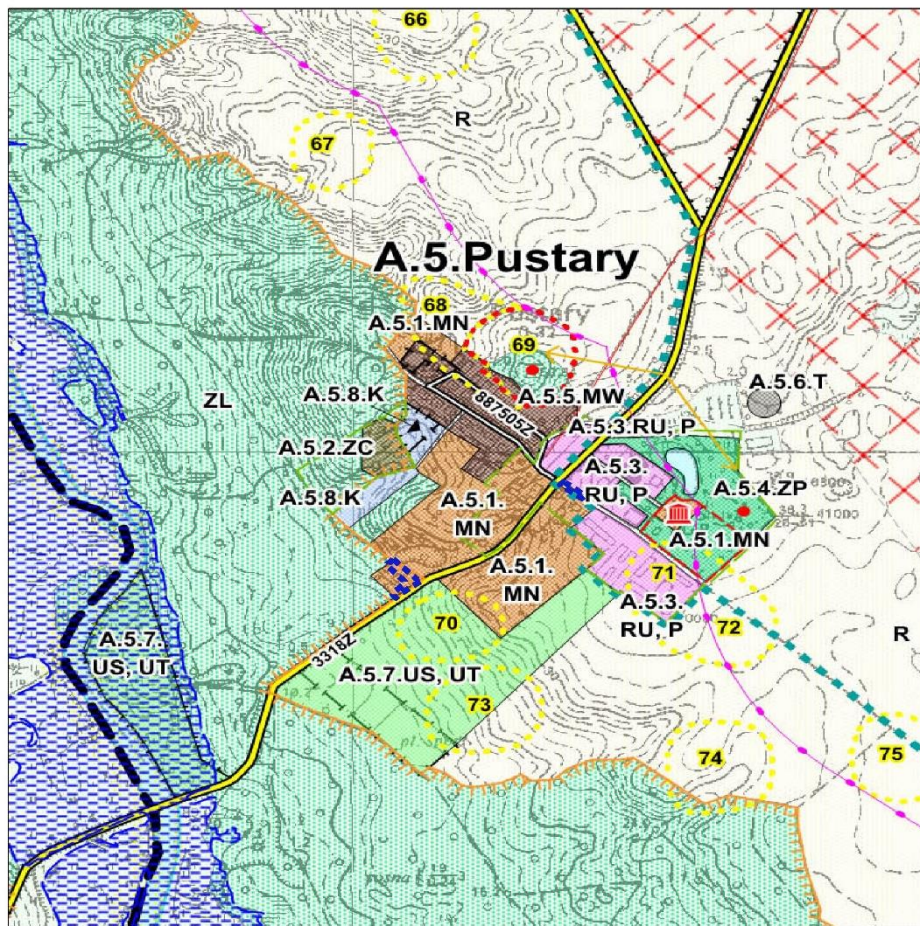 66
R
67
A.5.Pustary
68
A.5.1.MN
69
A.5.6.T
ZL
A.5.8.K
887505Z
A.5.5.MW
A.5.3.RU, P
A.5.2.ZC
A.5.3.
RU, P
A.5.4.ZP
A.5.8.K
A.5.1.
MN
A.5.1.MN
A.5.1.
MN
71
A.5.3.
RU, P
70
72
R
A.5.7.
US, UT
3318Z
A.5.7.US, UT
73
74
75